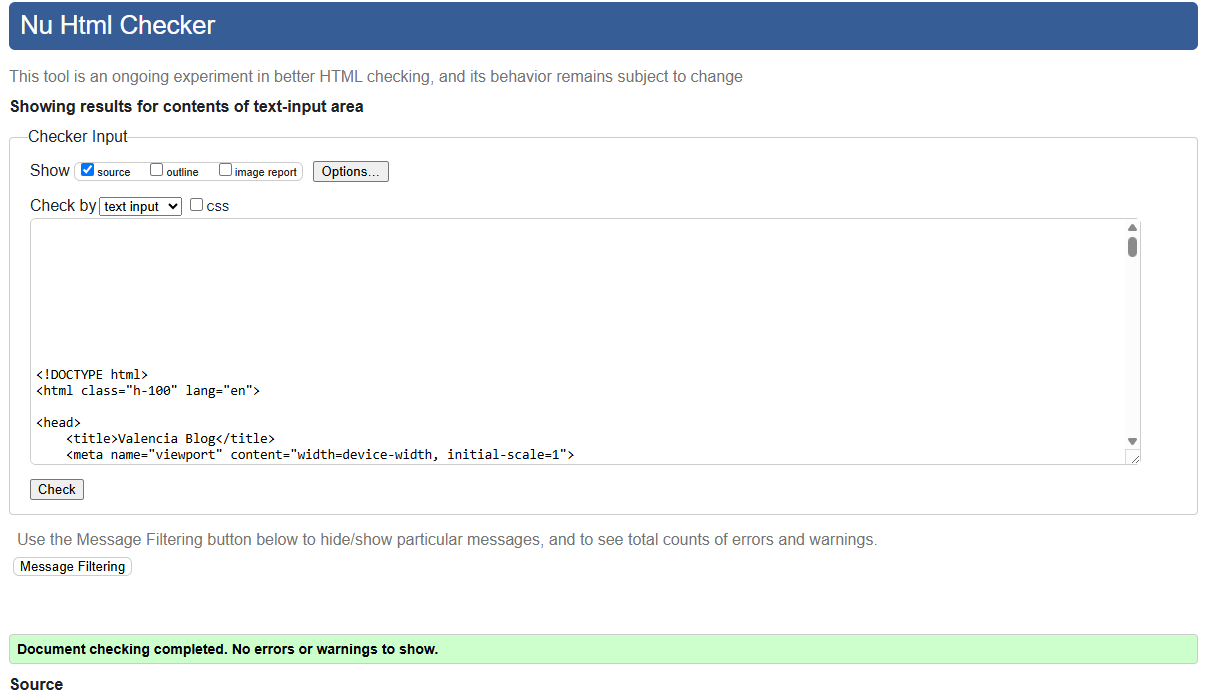 Nu Html Checker
This tool is an ongoing experiment in better HTML checking, and its behavior remains subject to change
Showing results for contents of text-input area
Checker Input
Show source outline image report Options...
Check by text input css
<!DOCTYPE html>
<html class="h-100" lang="en">
<head>
<title>Valencia Blog</title>
<meta name="viewport" content="width=device-width, initial-scale=1">
Check
Use the Message Filtering button below to hide/show particular messages, and to see total counts of errors and warnings.
Message Filtering
Document checking completed. No errors or warnings to show.
Source